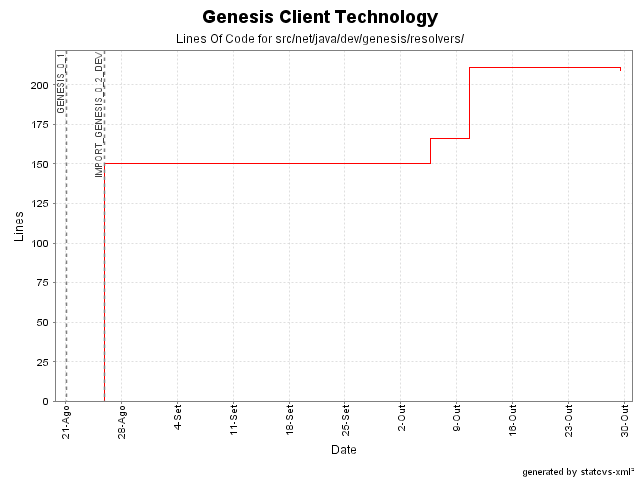 Genesis Client Technology
Lines Of Code for src/net/java/dev/genesis/resolvers/
GENESIS_0_1
IMPORT_GENESIS_0_2_DEV
200
175
150
125
100
75
50
25
0
Lines
21-Ago
28-Ago
4-Set
11-Set
18-Set
25-Set
2-Out
9-Out
16-Out
23-Out
30-Out
Date
generated by statcvs-xml²